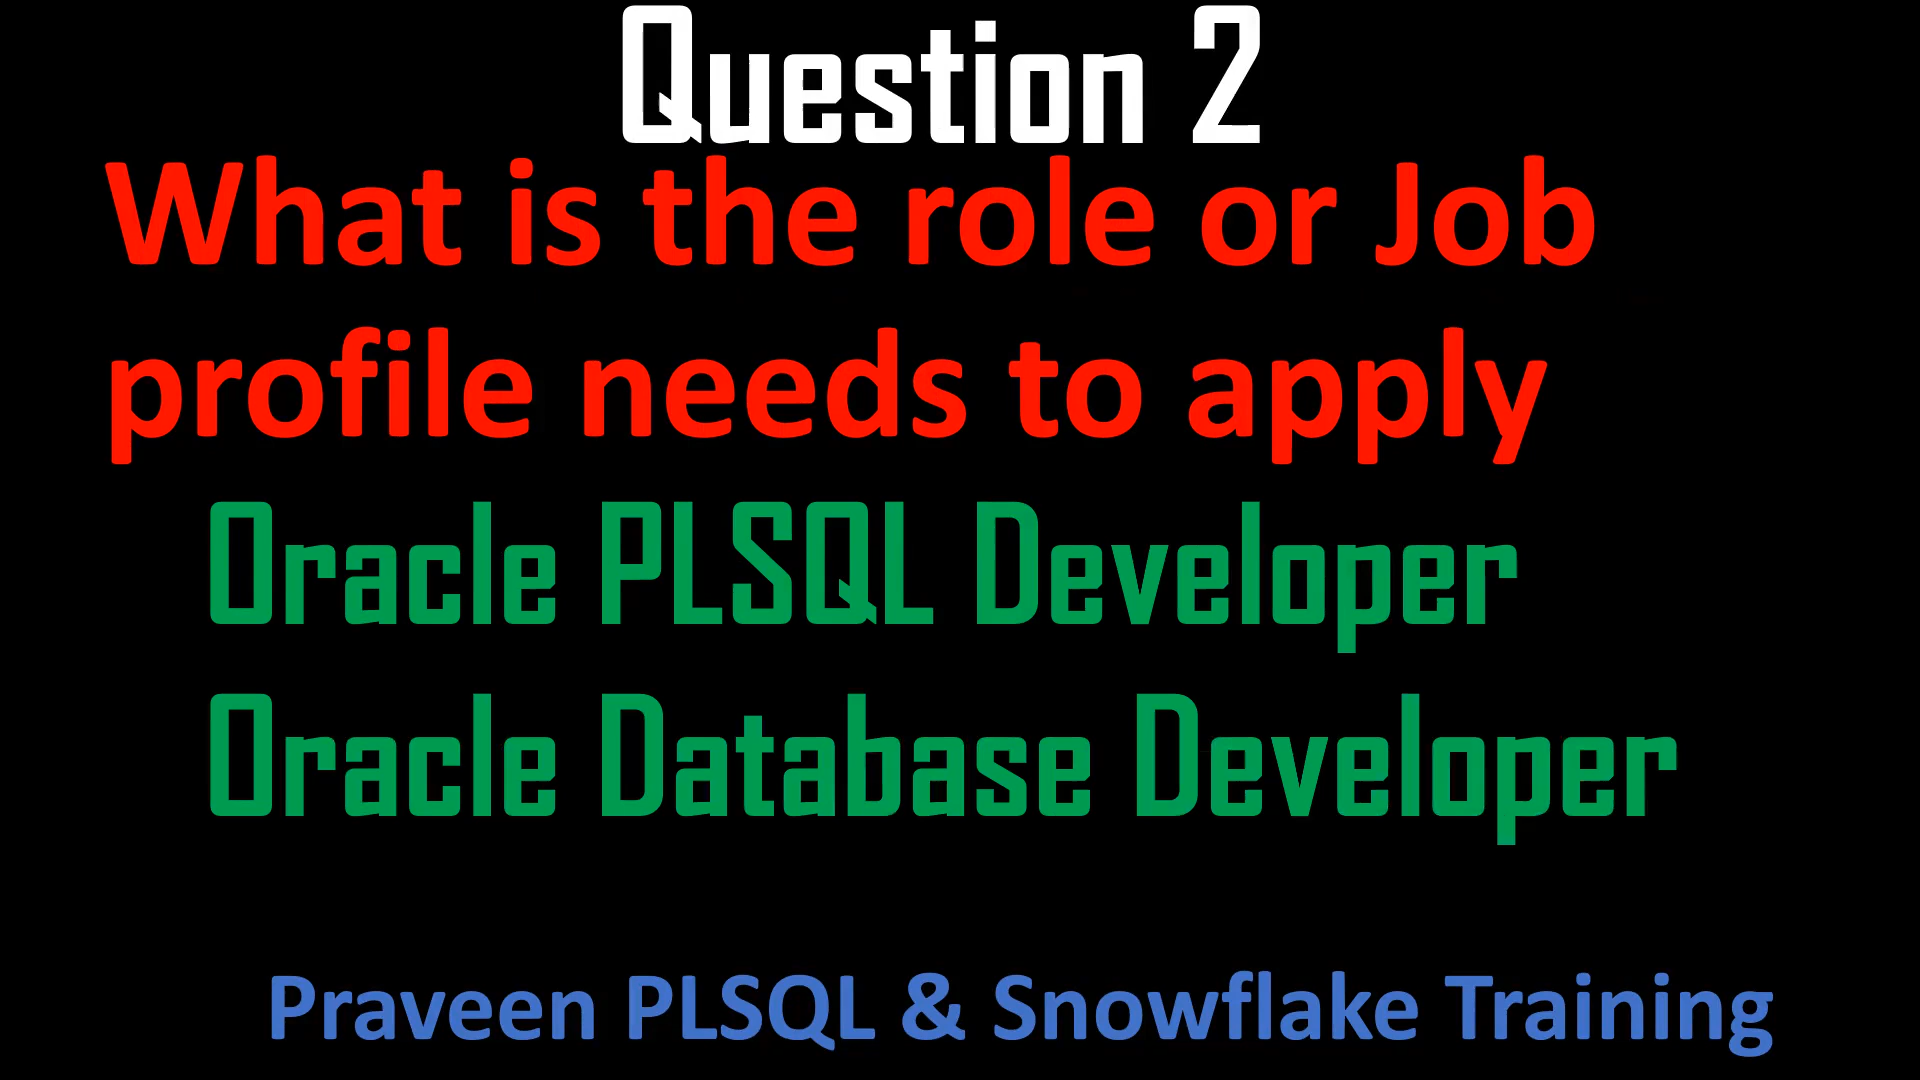 Question 2
What is the role or Job
profile needs to apply
Oracle PLSQL Developer
Oracle Database Developer
Praveen PLSQL & Snowflake Training